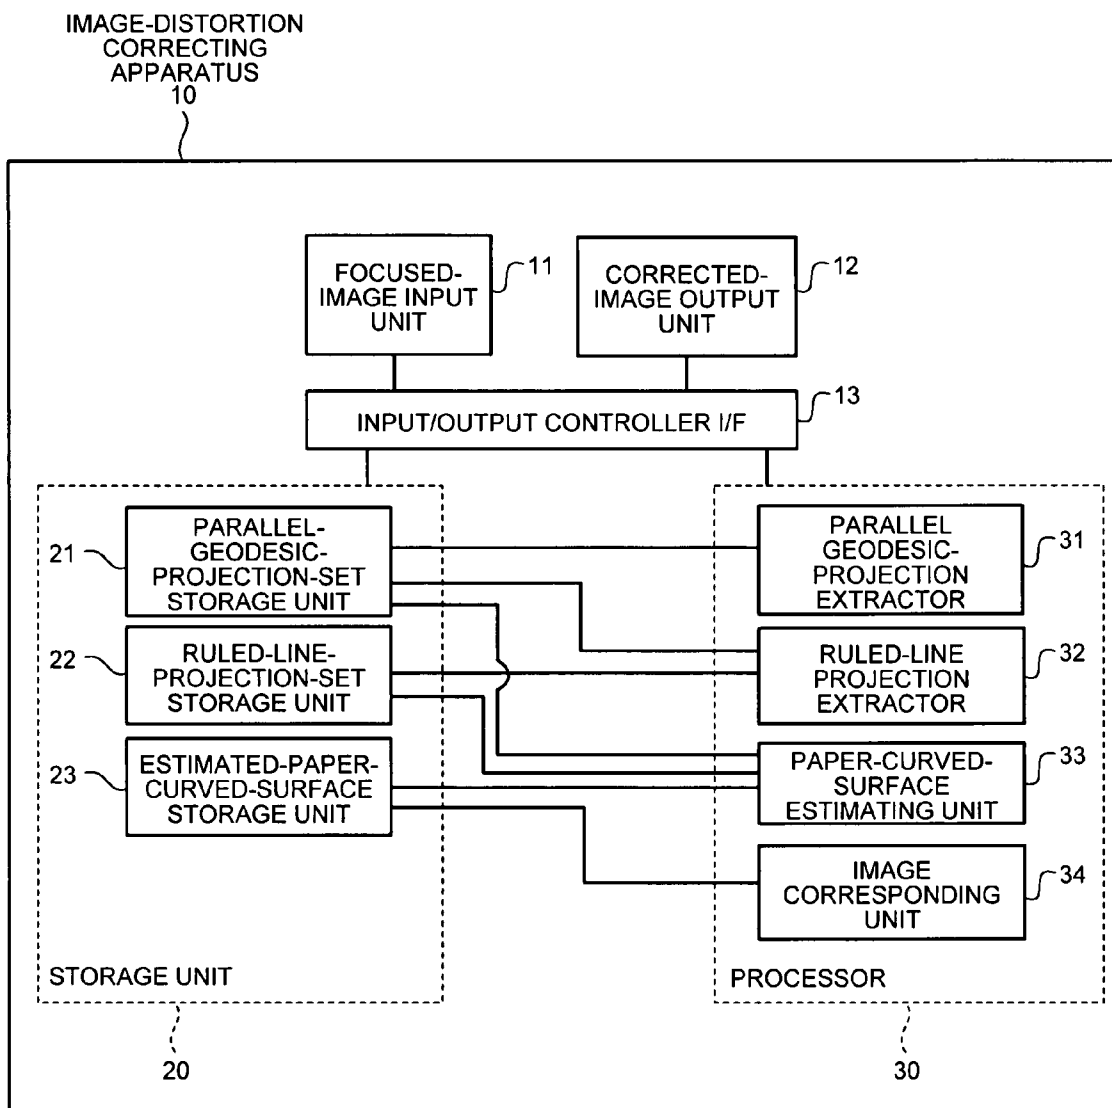 IMAGE-DISTORTION
CORRECTING
APPARATUS
10
FOCUSED-
IMAGE INPUT
UNIT
11
CORRECTED-
IMAGE OUTPUT
UNIT
12
INPUT/OUTPUT CONTROLLER I/F
13
21
PARALLEL-
GEODESIC-
PROJECTION-SET
STORAGE UNIT
22
RULED-LINE-
PROJECTION-SET
STORAGE UNIT
23
ESTIMATED-PAPER-
CURVED-SURFACE
STORAGE UNIT
STORAGE UNIT
20
PARALLEL
GEODESIC-
PROJECTION
EXTRACTOR
31
RULED-LINE
PROJECTION
EXTRACTOR
32
PAPER-CURVED-
SURFACE
ESTIMATING UNIT
33
IMAGE
CORRESPONDING
UNIT
34
PROCESSOR
30